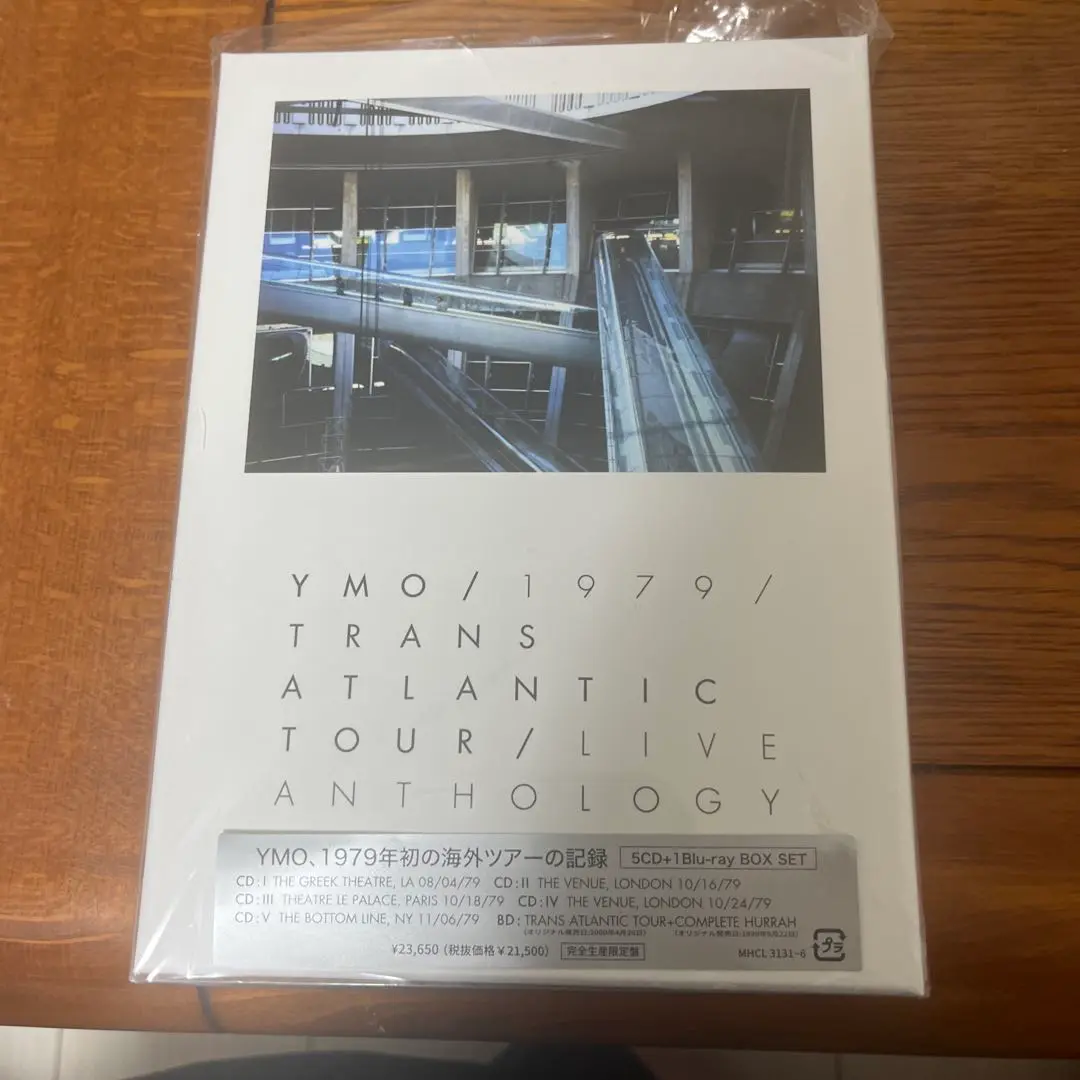 YMO/1979/
TRANS
ATLANTIC
TOUR/LIVE
ANTHOLOGY
YMO、1979年初の海外ツアーの記録 5CD+1Blu-ray BOX SET
CD:I THE GREEK THEATRE, LA 08/04/79 CD:II THE VENUE, LONDON 10/16/79
CD:III THEATRE LE PALACE, PARIS 10/18/79 CD:IV THE VENUE, LONDON 10/24/79
CD:V THE BOTTOM LINE, NY 11/06/79 BD: TRANS ATLANTIC TOUR+COMPLETE HURRAH
¥23,650 (税抜価格¥21,500) 完全生産限定盤 MHCL 3131-6 プラ